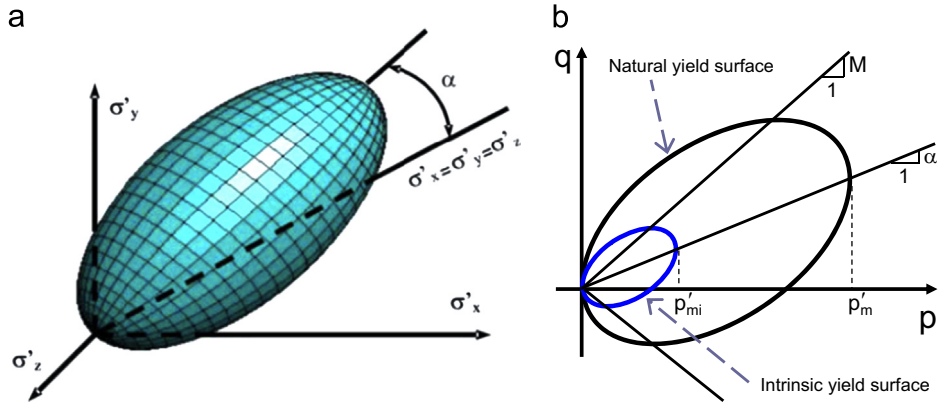 a
σ'y
α
σ'x=σ'y=σ'z
σ'x
σ'z
b
q
Natural yield surface
M
1
α
1
p′mi
p′m
p
Intrinsic yield surface